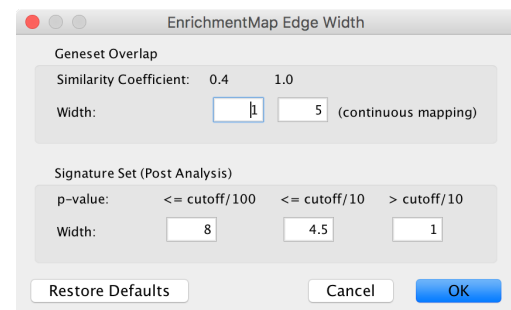 EnrichmentMap Edge Width
Geneset Overlap
Similarity Coefficient: 0.4 1.0
Width: 1 5 (continuous mapping)
Signature Set (Post Analysis)
p-value: <= cutoff/100 <= cutoff/10 > cutoff/10
Width: 8 4.5 1
Restore Defaults Cancel OK